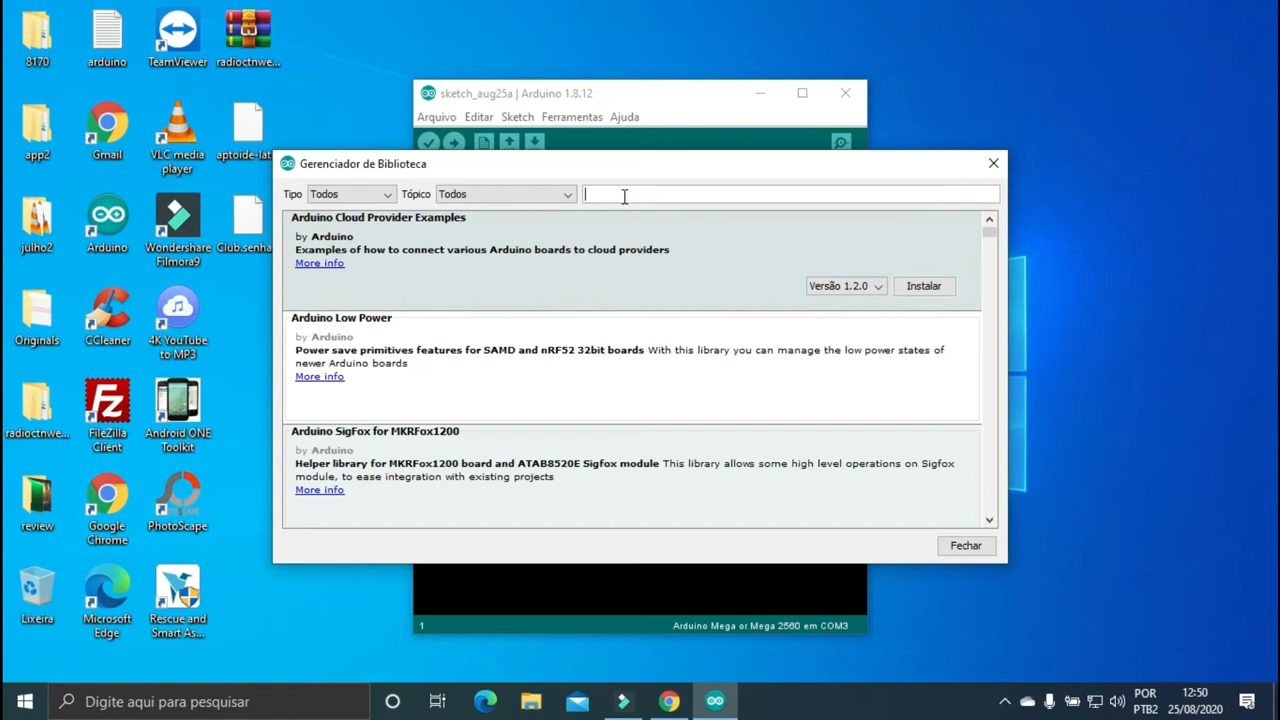 8170
arduino
TeamViewer
radioctnwe...
app2
Gmail
VLC media
player
aptoide-lat
julho2
Arduino
Wondershare
Filmora9
Club.senha
Originals
CCleaner
4K YouTube
to MP3
radioctnwe...
FileZilla
Client
Android ONE
Toolkit
review
Google
Chrome
PhotoScape
Lixeira
Microsoft
Edge
Rescue and
Smart As...
sketch_aug25a | Arduino 1.8.12
Arquivo Editar Sketch Ferramentas Ajuda
Gerenciador de Biblioteca
Tipo Todos Tópico Todos
Arduino Cloud Provider Examples
by Arduino
Examples of how to connect various Arduino boards to cloud providers
More info
Versão 1.2.0 Instalar
Arduino Low Power
by Arduino
Power save primitives features for SAMD and nRF52 32bit boards With this library you can manage the low power states of
newer Arduino boards
More info
Arduino SigFox for MKRFox1200
by Arduino
Helper library for MKRFox1200 board and ATAB8520E Sigfox module This library allows some high level operations on Sigfox
module, to ease integration with existing projects
More info
Fechar
1 Arduino Mega or Mega 2560 em COM3
Digite aqui para pesquisar
POR
PTB2
12:50
25/08/2020